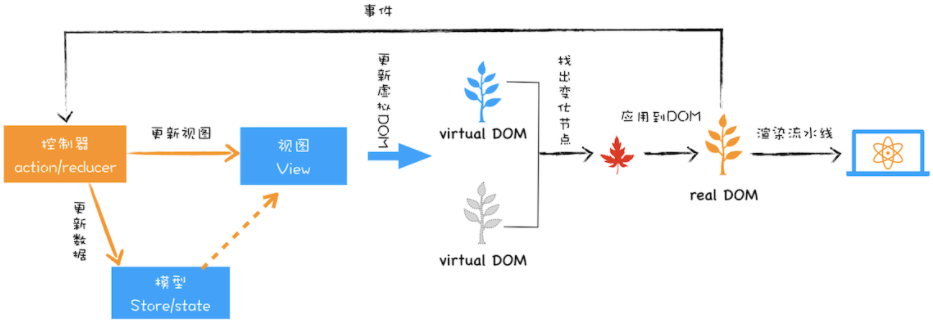 事件
控制器
action/reducer
更新视图
视图
View
更新虚拟DOM
virtual DOM
找出变化节点
应用到DOM
渲染流水线
real DOM
更新数据
virtual DOM
模型
Store/state